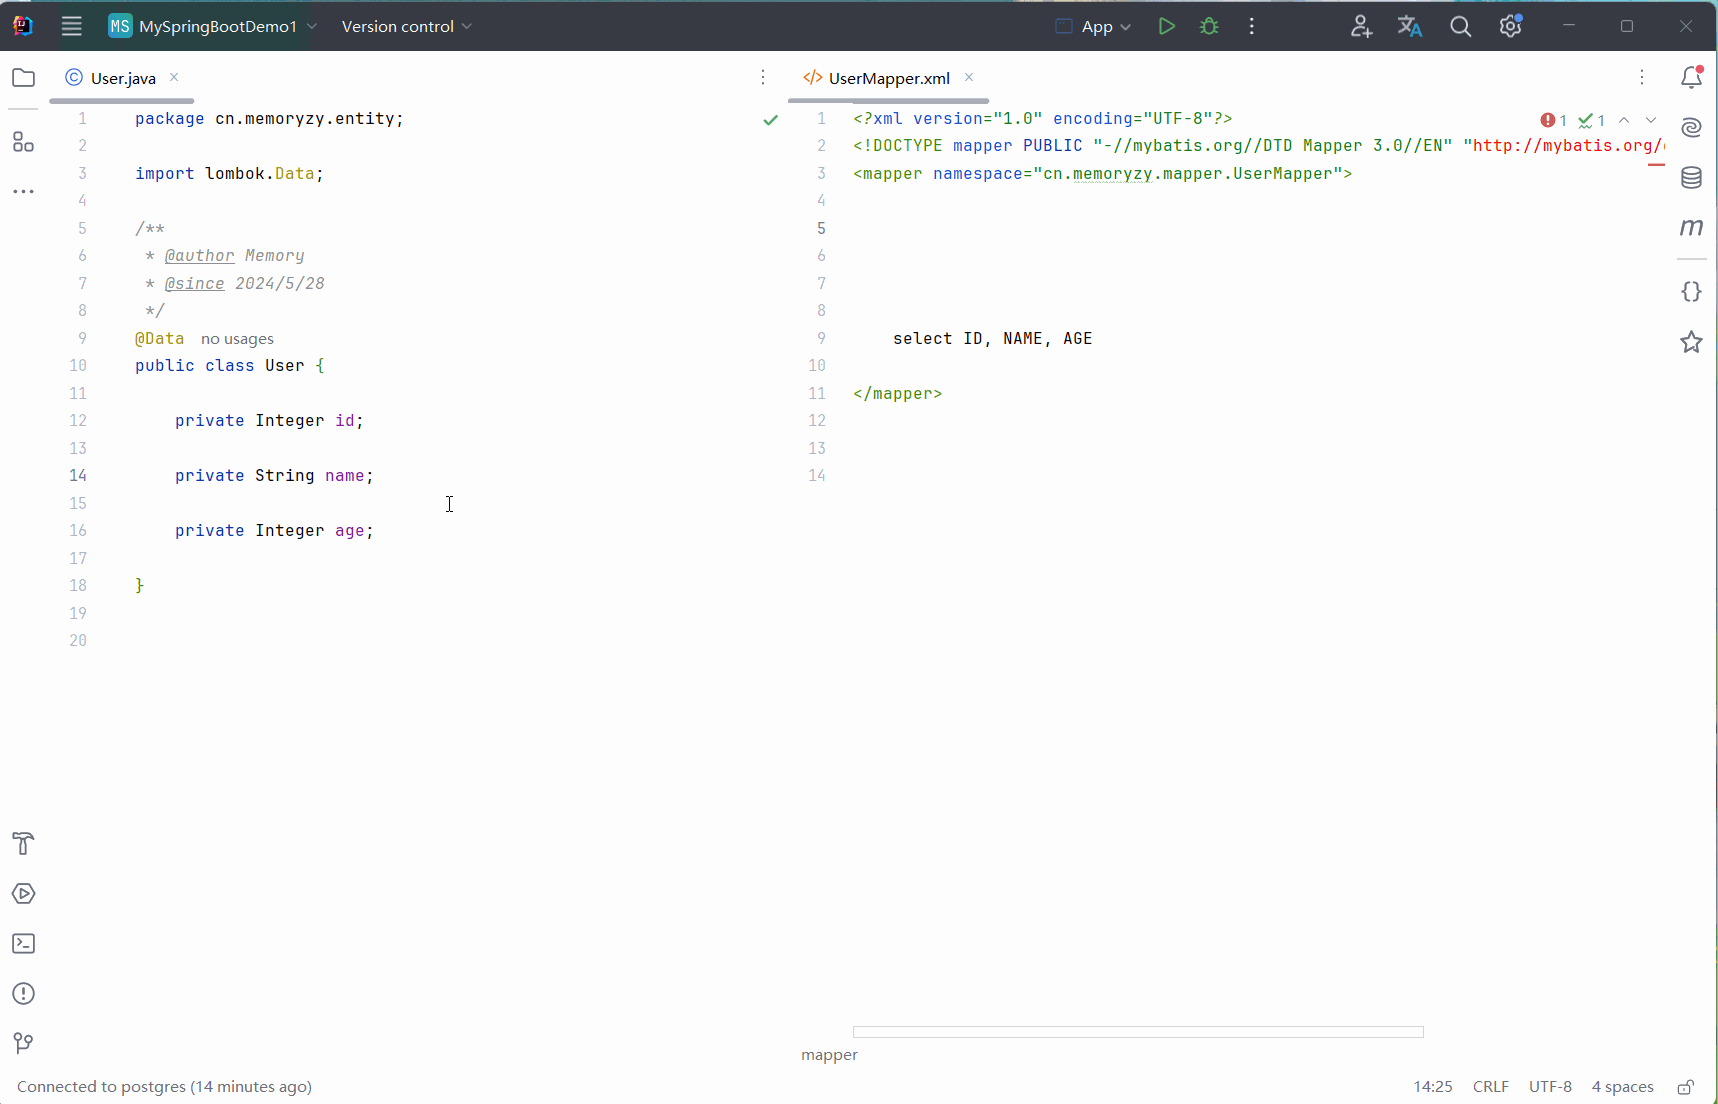 MS MySpringBootDemo1 Version control App
User.java
UserMapper.xml
1 package cn.memoryzy.entity;
2
3 import lombok.Data;
4
5 /**
6 * @author Memory
7 * @since 2024/5/28
8 */
9 @Data no usages
10 public class User {
11
12 private Integer id;
13
14 private String name;
15
16 private Integer age;
17
18 }
19
20
1 <?xml version="1.0" encoding="UTF-8"?> 1 1
2 <!DOCTYPE mapper PUBLIC "-//mybatis.org//DTD Mapper 3.0//EN" "http://mybatis.org/
3 <mapper namespace="cn.memoryzy.mapper.UserMapper">
4
5
6
7
8
9 select ID, NAME, AGE
10
11 </mapper>
12
13
14
m
mapper
Connected to postgres (14 minutes ago) 14:25 CRLF UTF-8 4 spaces